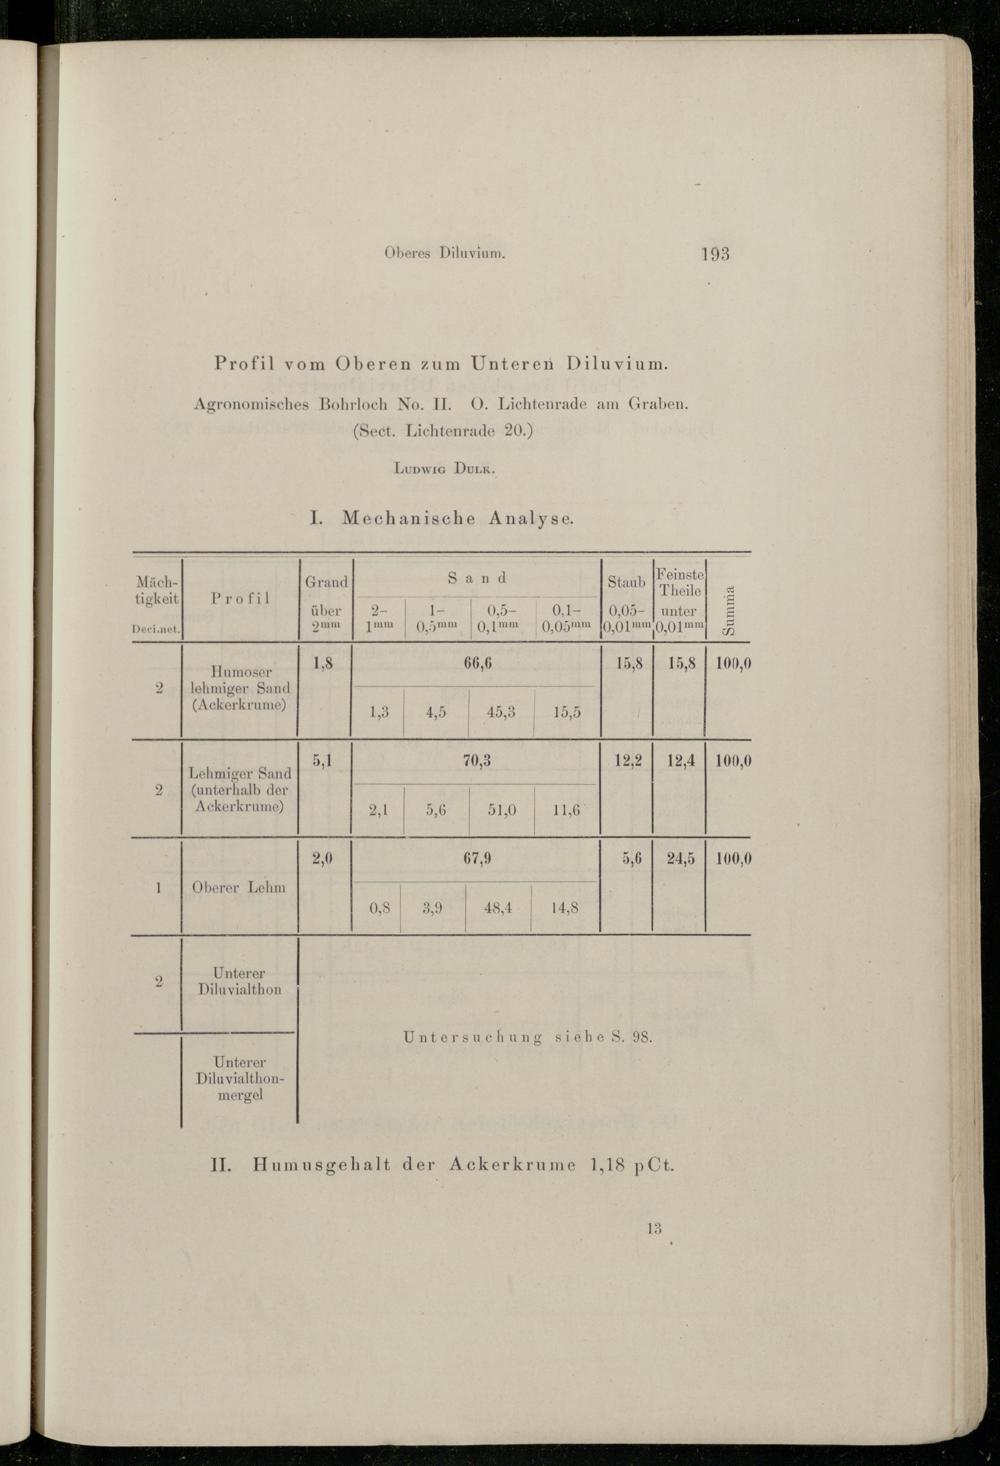 Oberes Diluvium. 193
Profil vom Oberen zum Unteren Diluvium.
Agronomisches Bohrloch No. II. O. Lichtenrade am Graben.
(Sect. Lichtenrade 20.)
Ludwig Dulk.
I. Mechanische Analyse.
Mäch-
tigkeit
Decimet.
Profil
Grand
über
2mm
Sand
2-
1mm
1-
0,5mm
0,5-
0,1mm
0,1-
0,05mm
Staub
0,05-
0,01mm
Feinste
Theile
unter
0,01mm
Summa
2
Humoser
lehmiger Sand
(Ackerkrume)
1,8 66,6 15,8 15,8 100,0
1,3 4,5 45,3 15,5
2
Lehmiger Sand
(unterhalb der
Ackerkrume)
5,1 70,3 12,2 12,4 100,0
2,1 5,6 51,0 11,6
1
Oberer Lehm
2,0 67,9 5,6 24,5 100,0
0,8 3,9 48,4 14,8
2
Unterer
Diluvialthon
Untersuchung siehe S. 98.
Unterer
Diluvialthon-
mergel
II. Humusgehalt der Ackerkrume 1,18 pCt.
13